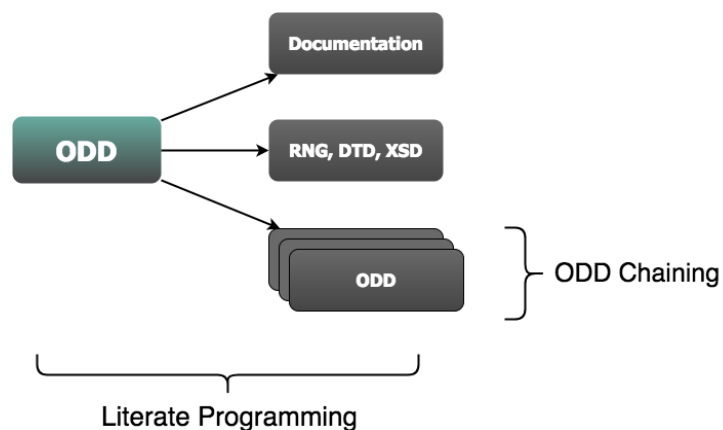 Documentation
ODD
RNG, DTD, XSD
ODD
ODD Chaining
Literate Programming